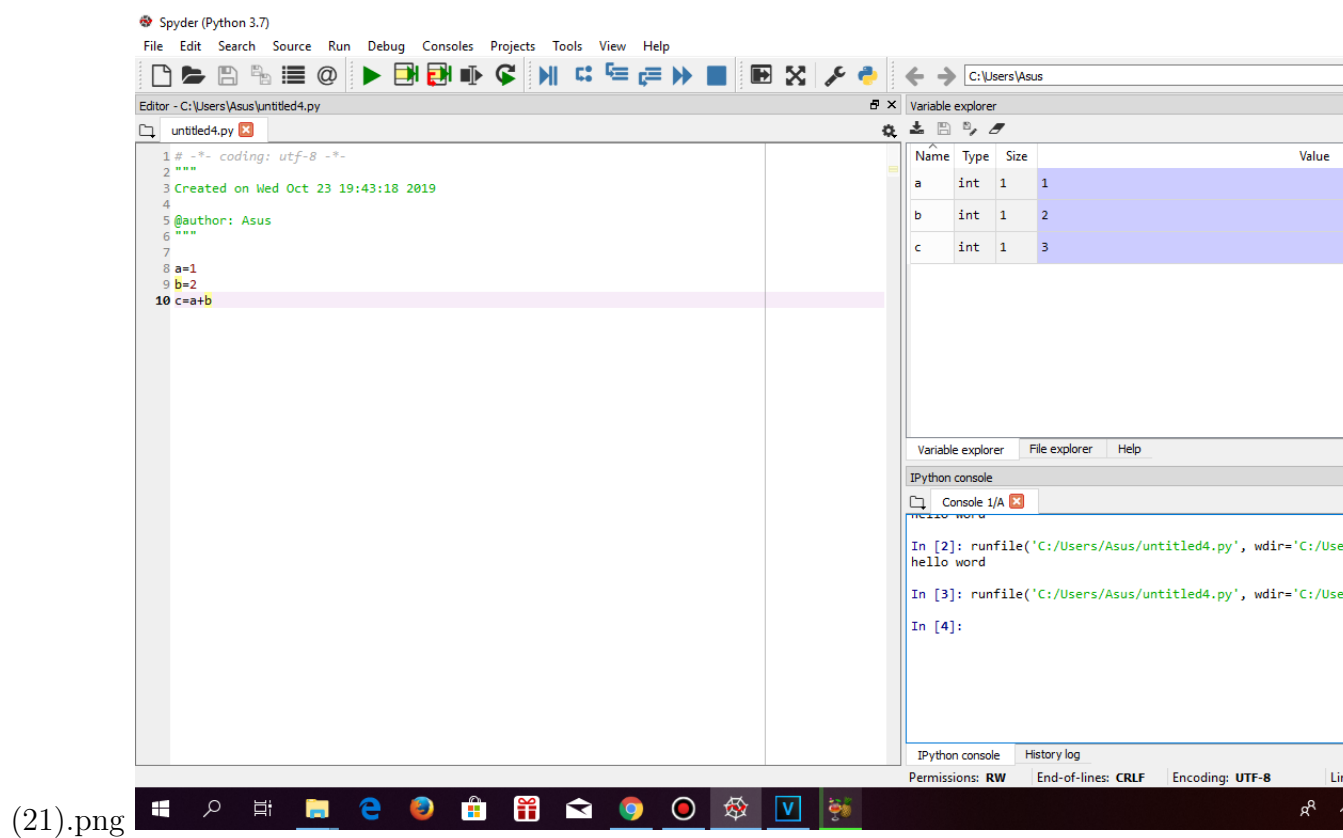 Spyder (Python 3.7)
File Edit Search Source Run Debug Consoles Projects Tools View Help
C:\Users\Asus
Editor - C:\Users\Asus\untitled4.py
untitled4.py
1 # -*- coding: utf-8 -*-
2 """
3 Created on Wed Oct 23 19:43:18 2019
4
5 @author: Asus
6 """
7
8 a=1
9 b=2
10 c=a+b
Variable explorer
Name Type Size Value
a int 1 1
b int 1 2
c int 1 3
Variable explorer File explorer Help
IPython console
Console 1/A
hello word
In [2]: runfile('C:/Users/Asus/untitled4.py', wdir='C:/Use
hello word
In [3]: runfile('C:/Users/Asus/untitled4.py', wdir='C:/Use
In [4]:
IPython console History log
Permissions: RW End-of-lines: CRLF Encoding: UTF-8 Li
(21).png